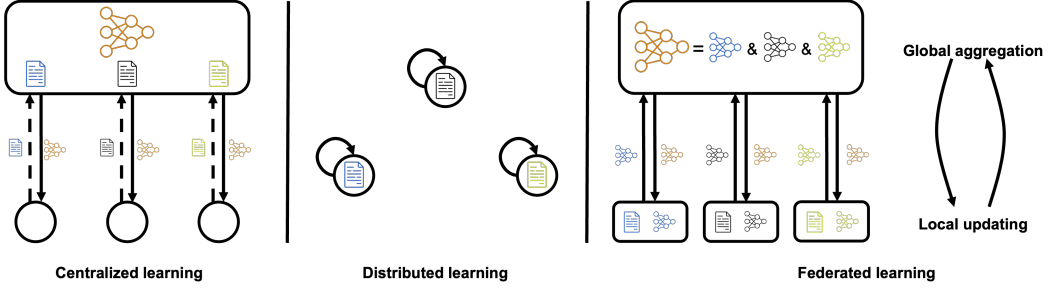 = & &
Global aggregation
Local updating
Centralized learning
Distributed learning
Federated learning